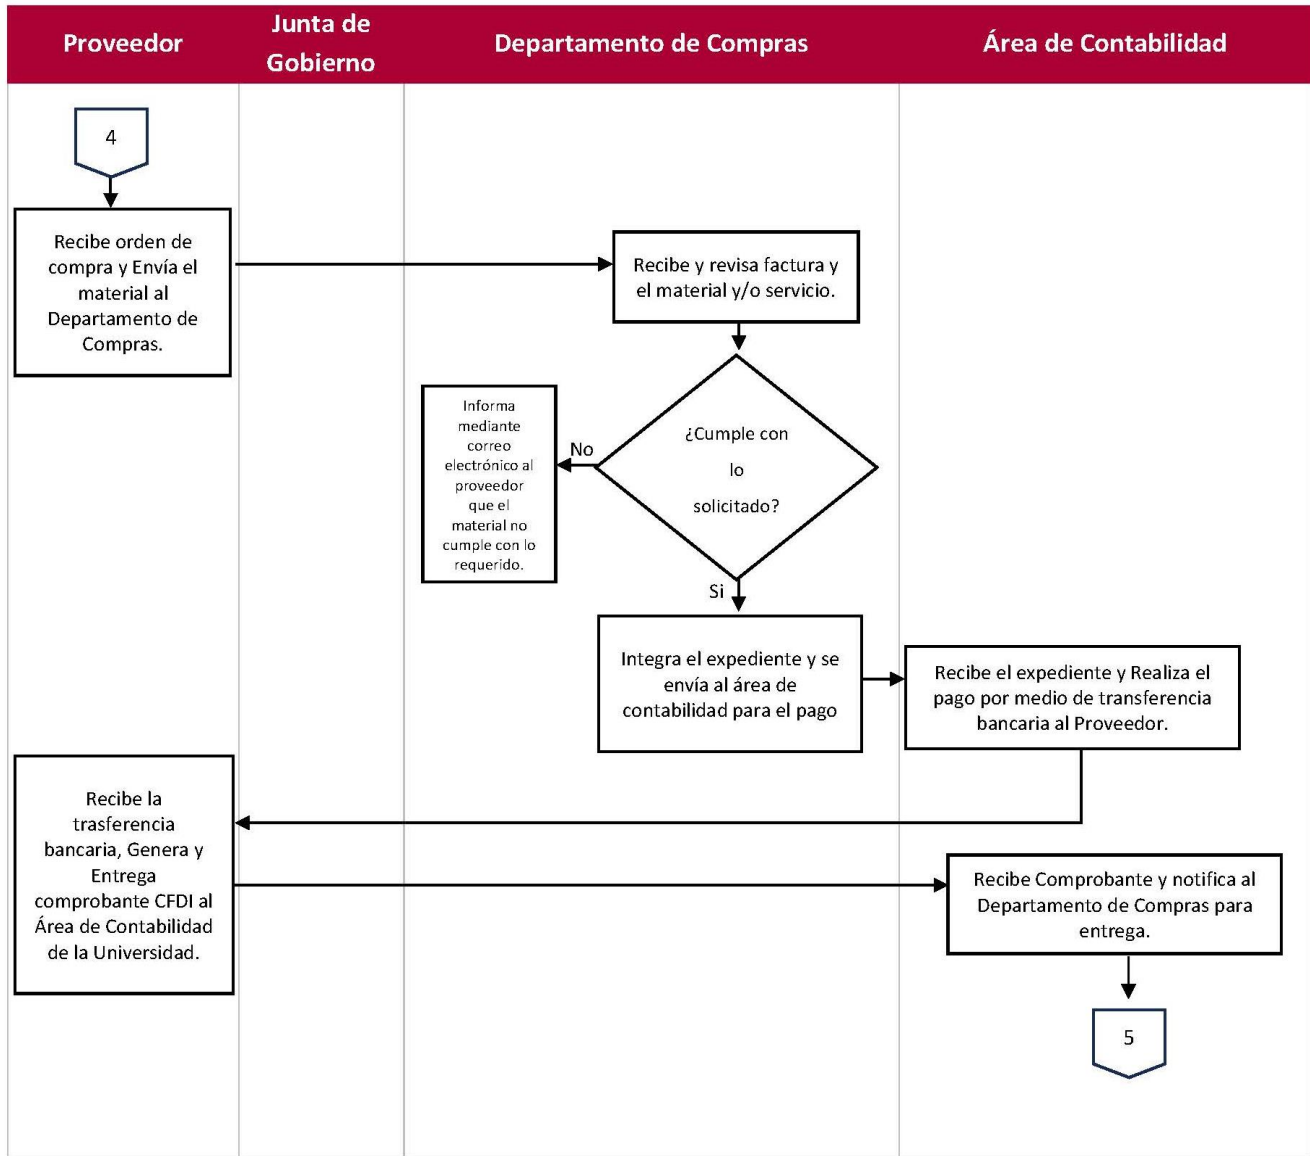 Proveedor
Junta de
Gobierno
Departamento de Compras
Área de Contabilidad
4
Recibe orden de
compra y Envía el
material al
Departamento de
Compras.
Recibe y revisa factura y
el material y/o servicio.
¿Cumple con
lo
solicitado?
No
Informa
mediante
correo
electrónico al
proveedor
que el
material no
cumple con lo
requerido.
Si
Integra el expediente y se
envía al área de
contabilidad para el pago
Recibe el expediente y Realiza el
pago por medio de transferencia
bancaria al Proveedor.
Recibe la
trasferencia
bancaria, Genera y
Entrega
comprobante CFDI al
Área de Contabilidad
de la Universidad.
Recibe Comprobante y notifica al
Departamento de Compras para
entrega.
5